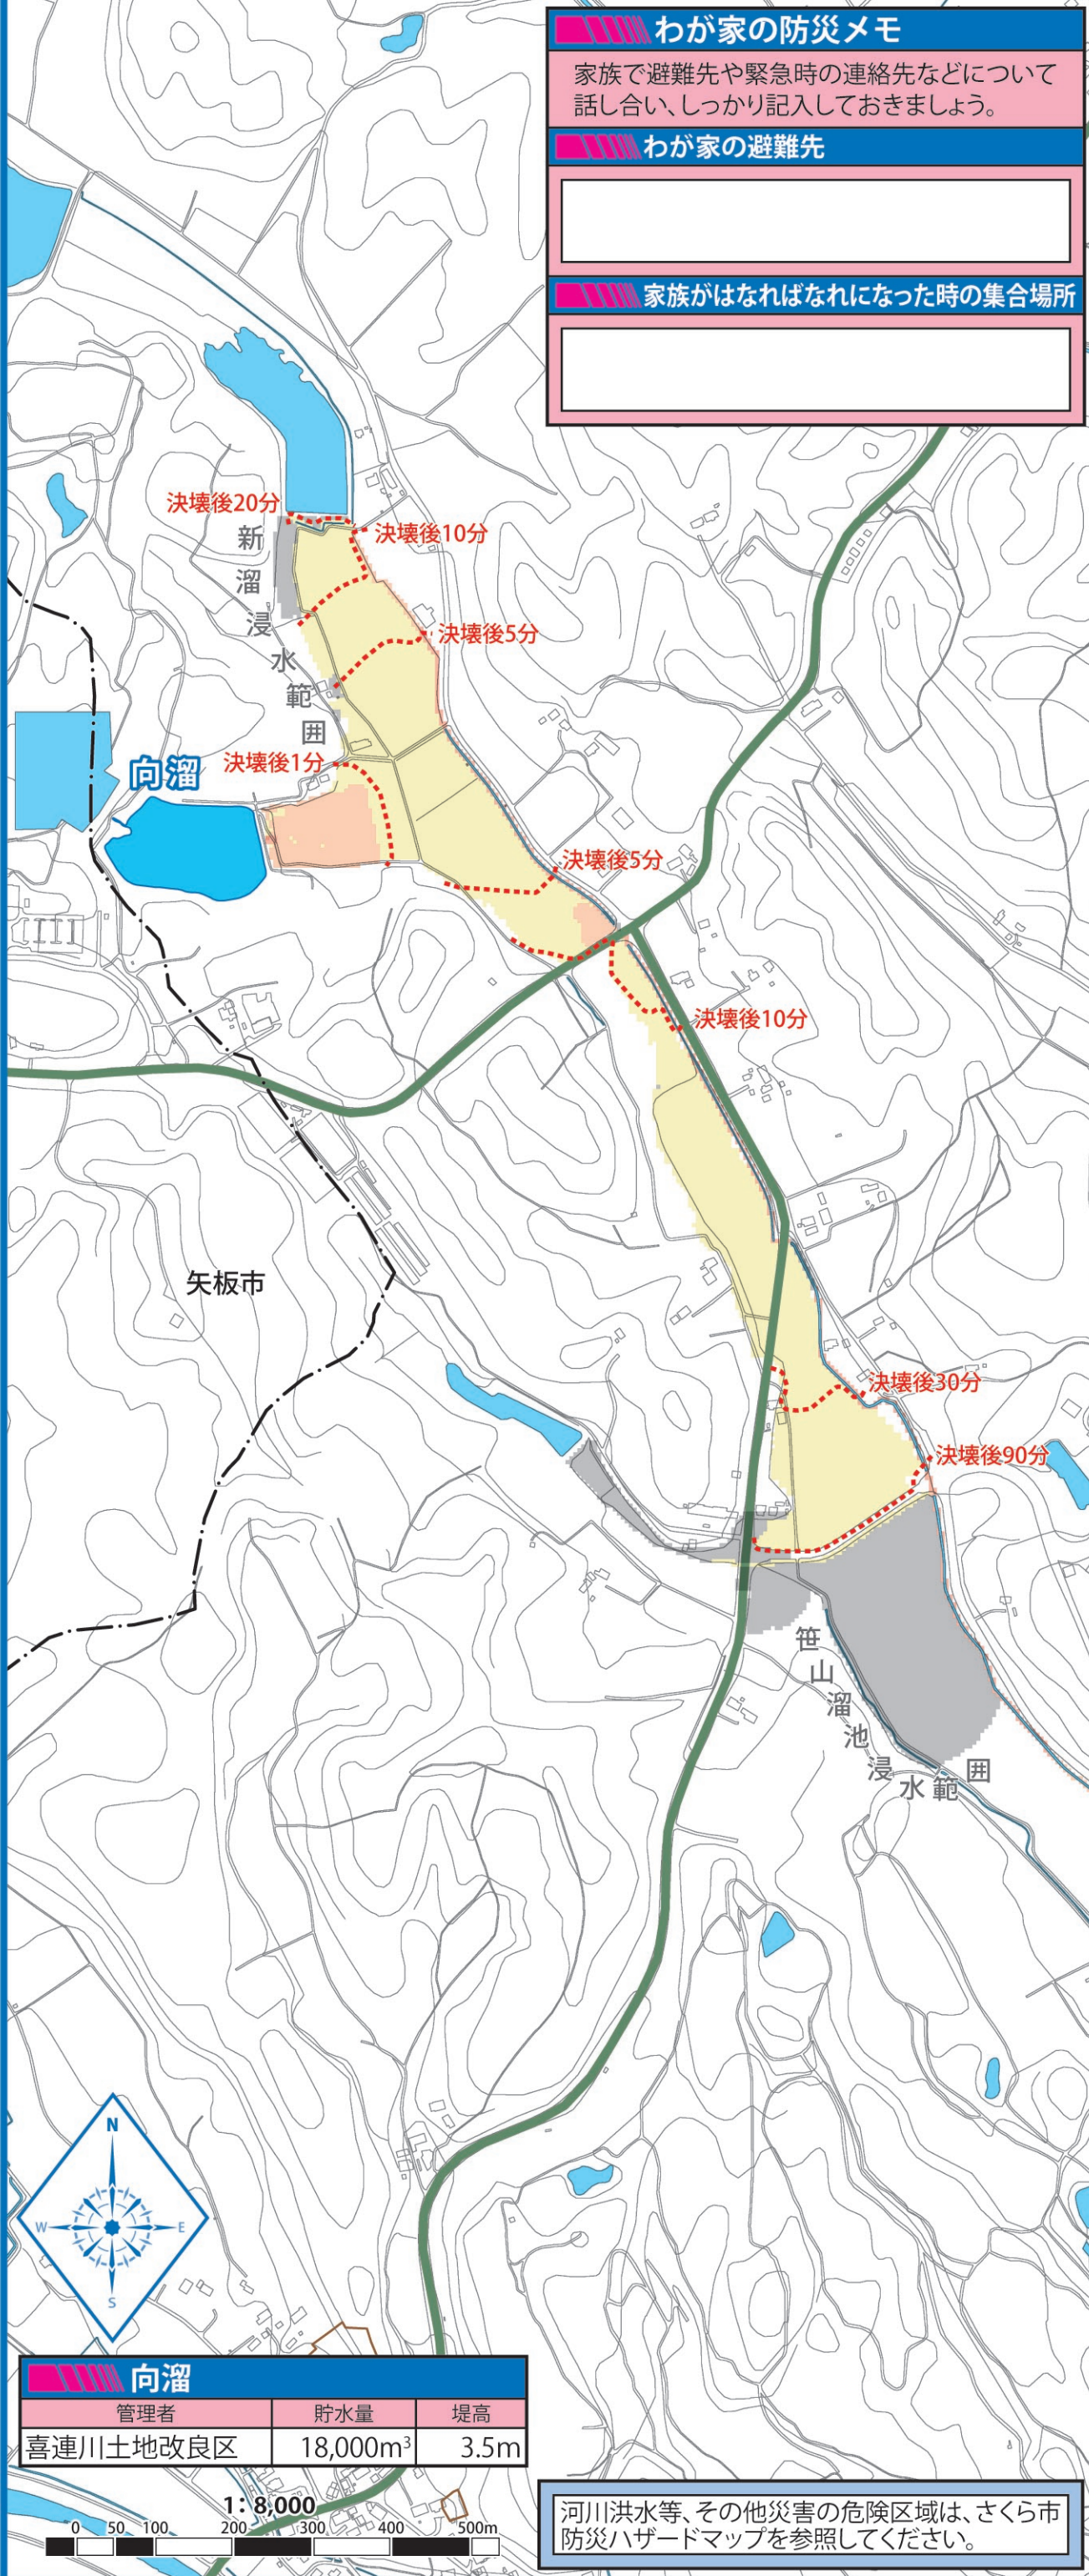 わが家の防災メモ
家族で避難先や緊急時の連絡先などについて
話し合い、しっかり記入しておきましょう。
わが家の避難先
家族がはなればなれになった時の集合場所
決壊後20分
決壊後10分
新溜浸水範囲
決壊後5分
決壊後1分
向溜
決壊後5分
決壊後10分
矢板市
決壊後30分
決壊後90分
笹山溜池浸水範囲
N
W
E
S
向溜
管理者 貯水量 堤高
喜連川土地改良区 18,000m³ 3.5m
1：8,000
0 50 100 200 300 400 500m
河川洪水等、その他災害の危険区域は、さくら市
防災ハザードマップを参照してください。